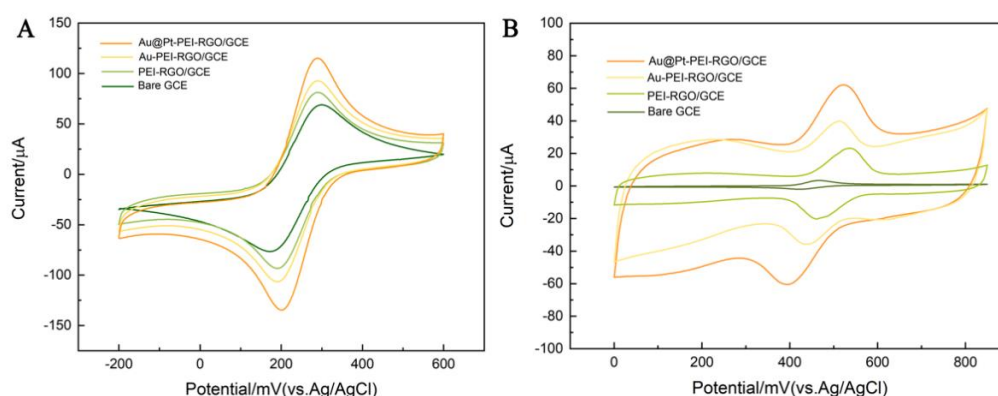 A
150
100
50
0
-50
-100
-150
Current/μA
Au@Pt-PEI-RGO/GCE
Au-PEI-RGO/GCE
PEI-RGO/GCE
Bare GCE
-200
0
200
400
600
Potential/mV(vs.Ag/AgCl)
B
100
80
60
40
20
0
-20
-40
-60
-80
-100
Current/μA
Au@Pt-PEI-RGO/GCE
Au-PEI-RGO/GCE
PEI-RGO/GCE
Bare GCE
0
200
400
600
800
Potential/mV(vs.Ag/AgCl)